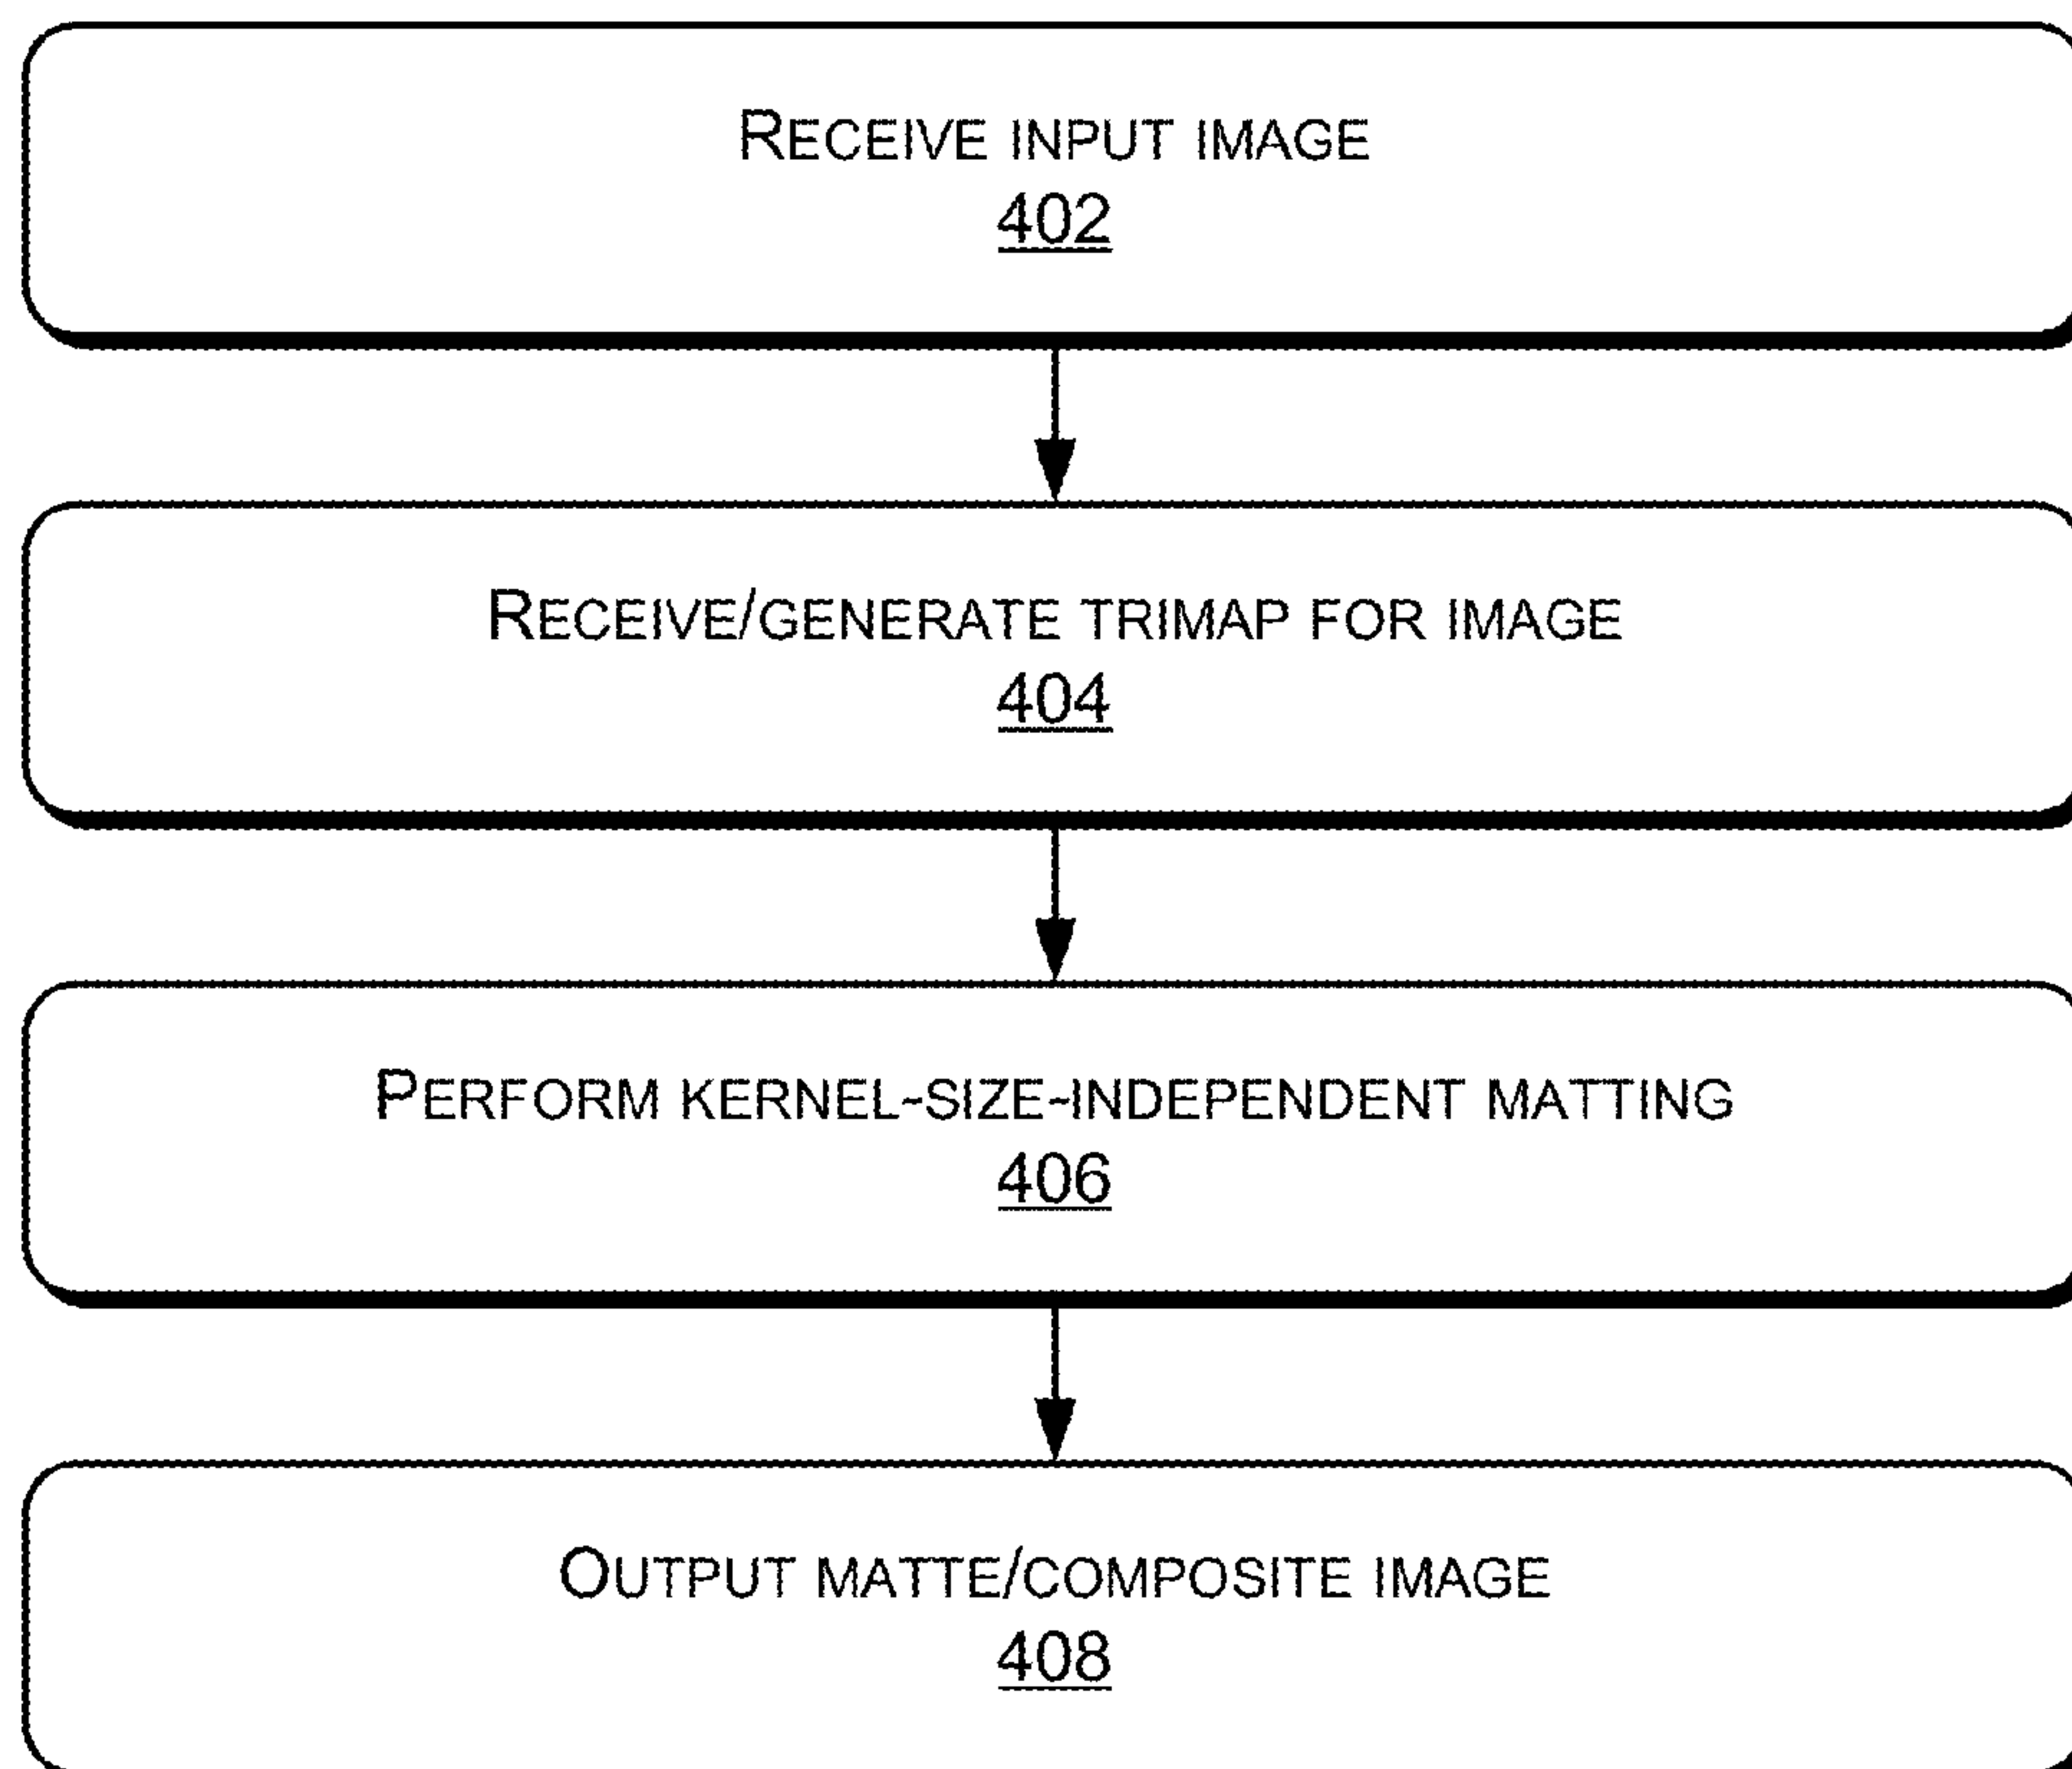 RECEIVE INPUT IMAGE
402
RECEIVE/GENERATE TRIMAP FOR IMAGE
404
PERFORM KERNEL-SIZE-INDEPENDENT MATTING
406
OUTPUT MATTE/COMPOSITE IMAGE
408